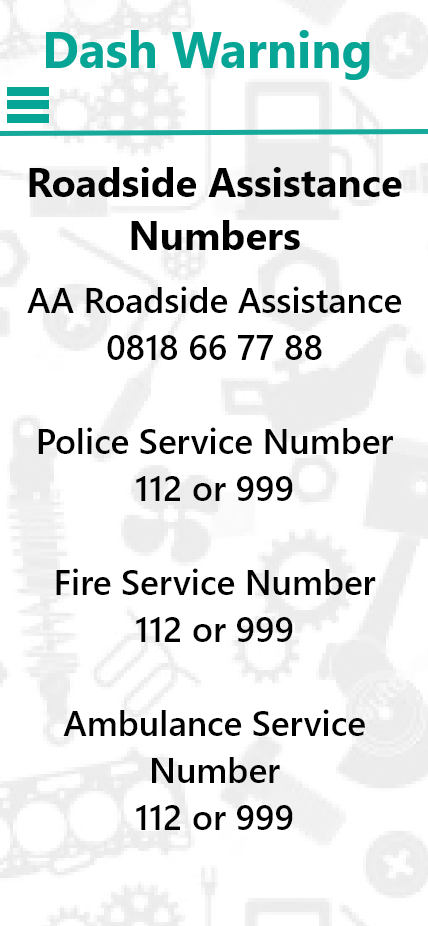 Dash Warning
Roadside Assistance
Numbers
AA Roadside Assistance
0818 66 77 88
Police Service Number
112 or 999
Fire Service Number
112 or 999
Ambulance Service
Number
112 or 999